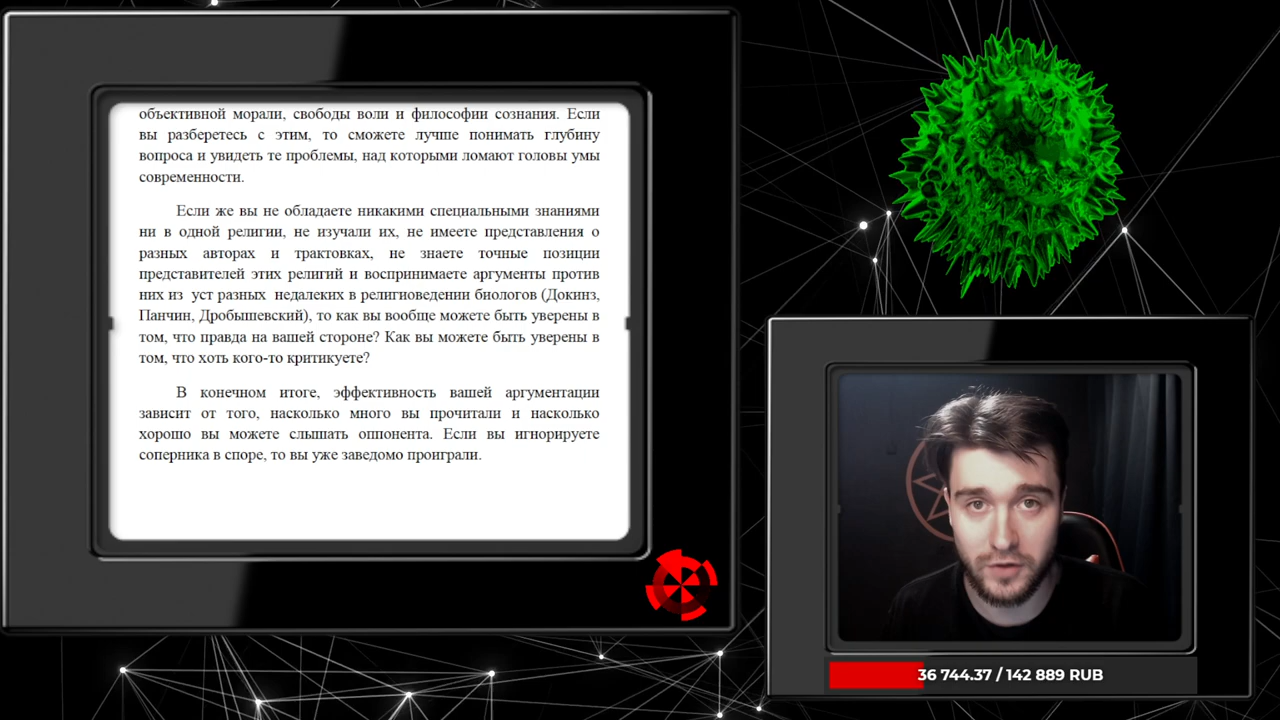 объективной морали, свободы воли и философии сознания. Если
вы разберетесь с этим, то сможете лучше понимать глубину
вопроса и увидеть те проблемы, над которыми ломают головы умы
современности.
Если же вы не обладаете никакими специальными знаниями
ни в одной религии, не изучали их, не имеете представления о
разных авторах и трактовках, не знаете точные позиции
представителей этих религий и воспринимаете аргументы против
них из уст разных недалеких в религиоведении биологов (Докинз,
Панчин, Дробышевский), то как вы вообще можете быть уверены в
том, что правда на вашей стороне? Как вы можете быть уверены в
том, что хоть кого-то критикуете?
В конечном итоге, эффективность вашей аргументации
зависит от того, насколько много вы прочитали и насколько
хорошо вы можете слышать оппонента. Если вы игнорируете
соперника в споре, то вы уже заведомо проиграли.
36 744.37 / 142 889 RUB